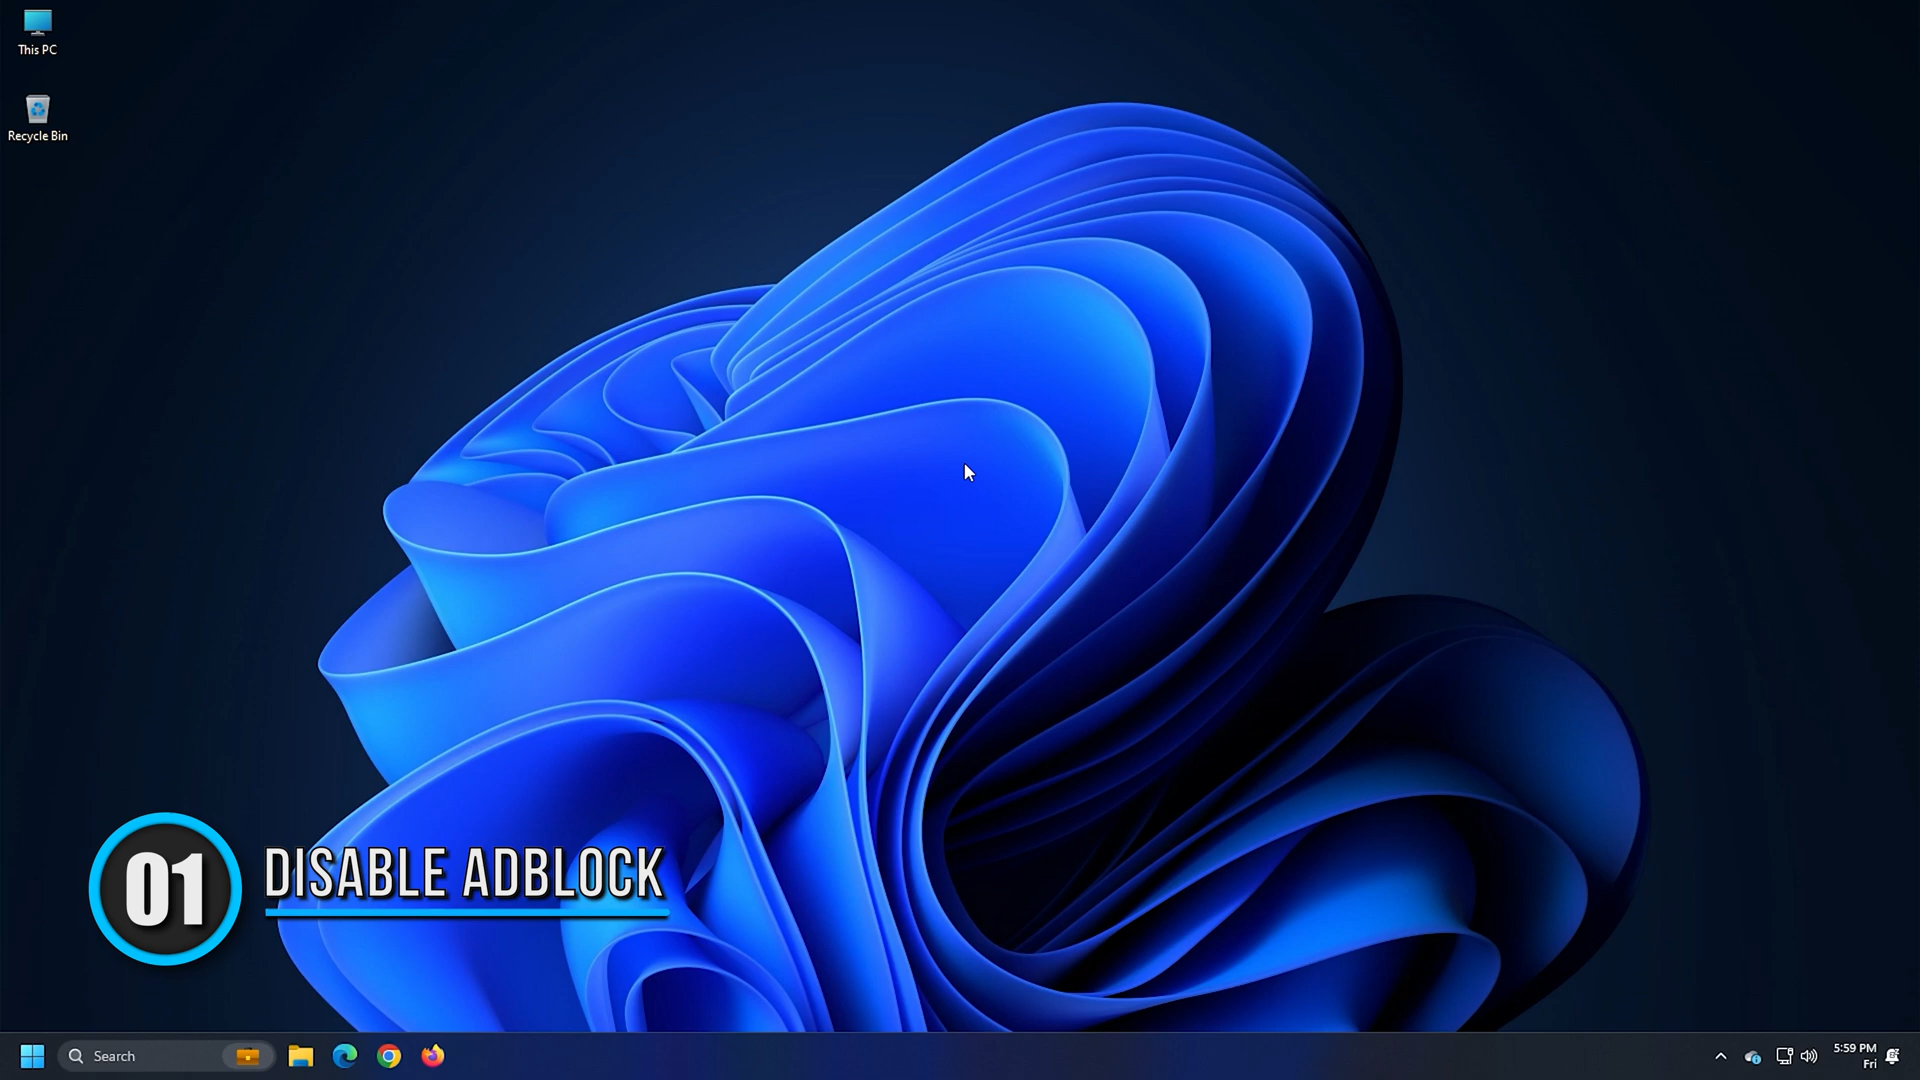 This PC
Recycle Bin
01
DISABLE ADBLOCK
Search
5:59 PM
Fri